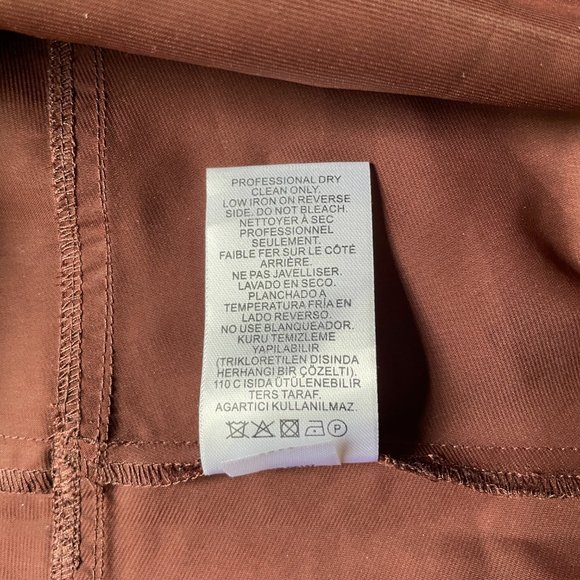 PROFESSIONAL DRY
CLEAN ONLY.
LOW IRON ON REVERSE
SIDE. DO NOT BLEACH.
NETTOYER À SEC
PROFESSIONNEL
SEULEMENT.
FAIBLE FER SUR LE CÔTÉ
ARRIÈRE.
NE PAS JAVELLISER.
LAVADO EN SECO.
PLANCHADO A
TEMPERATURA FRÍA EN
LADO REVERSO.
NO USE BLANQUEADOR.
KURU TEMIZLEME
YAPILABILIR
(TRIKLORETILEN DISINDA
HERHANGI BIR ÇÖZELTI).
110 C ISIDA ÜTÜLENEBILIR
TERS TARAF.
AGARTICI KULLANILMAZ.
P